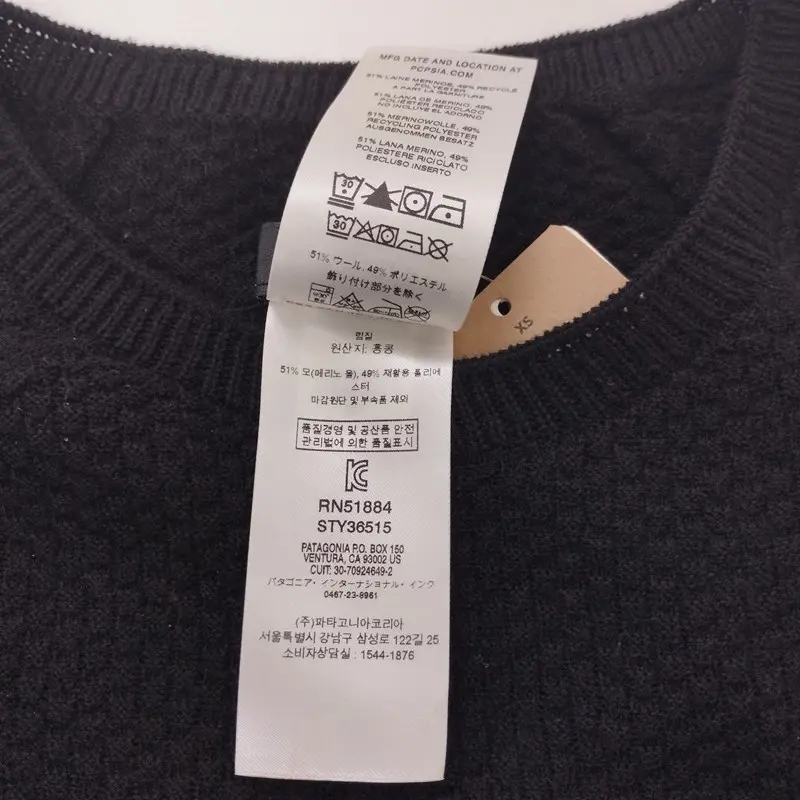 MFG DATE AND LOCATION AT
PCPSIA.COM
51% LAINE MERINOS, 49% RECYCLÉ
POLYESTER
A PART LA GARNITURE
51% LANA DE MERINO, 49%
POLIÉSTER RECICLADO
NO INCLUYE EL ADORNO
51% MERINOWOLLE, 49%
RECYCLING POLYESTER
AUSGENOMMEN BESATZ
51% LANA MERINO, 49%
POLIESTERE RICICLATO
ESCLUSO INSERTO
30
30
51% ウール, 49% ポリエステル
飾り付け部分を除く
XS
원산지: 홍콩
51% 모(메리노 울), 49% 재활용 폴리에
스터
마감원단 및 부속품 제외
품질경영 및 공산품 안전
관리법에 의한 품질표시
RN51884
STY36515
PATAGONIA P.O. BOX 150
VENTURA, CA 93002 US
CUIT: 30-70924649-2
パタゴニア・インターナショナル・インク
0467-23-8961
(주)파타고니아코리아
서울특별시 강남구 삼성로 122길 25
소비자상담실 : 1544-1876